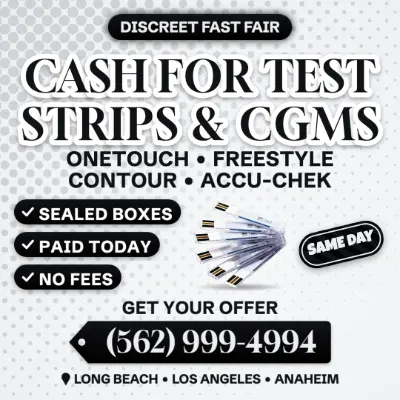 DISCREET FAST FAIR
CASH FOR TEST
STRIPS & CGMS
ONETOUCH • FREESTYLE
CONTOUR • ACCU-CHEK
SEALED BOXES
PAID TODAY
NO FEES
SAME DAY
GET YOUR OFFER
(562) 999-4994
LONG BEACH • LOS ANGELES • ANAHEIM